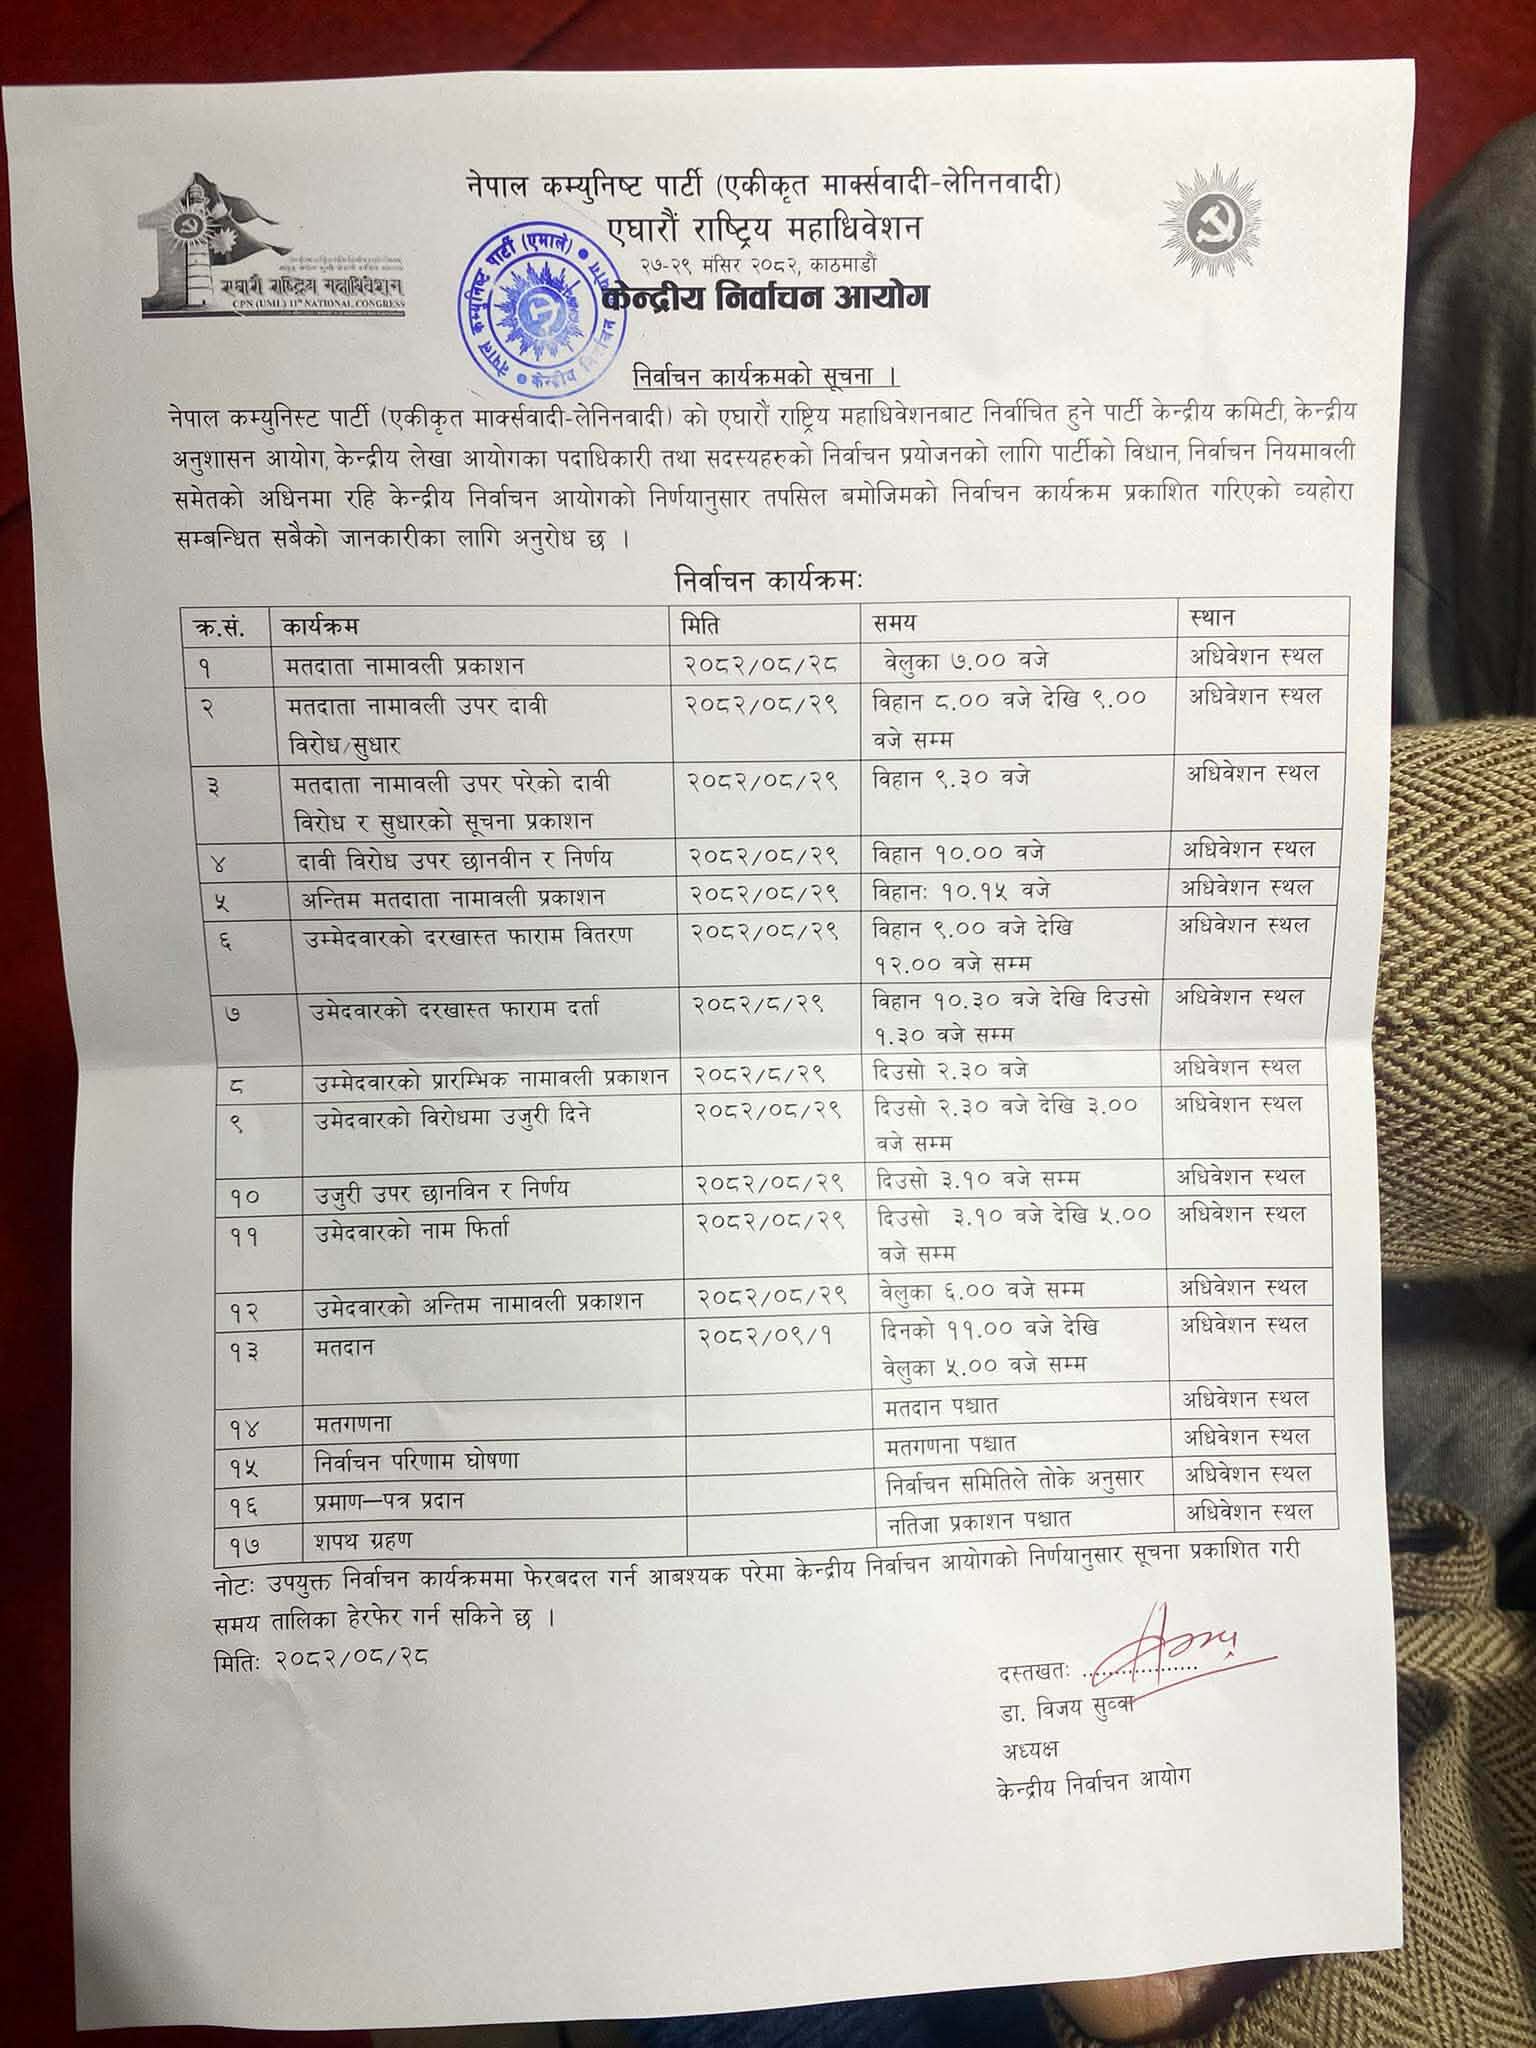 नेपाल कम्युनिष्ट पार्टी (एकीकृत मार्क्सवादी-लेनिनवादी)
एघारौं राष्ट्रिय महाधिवेशन
२७-२९ मंसिर २०८२, काठमाडौं
केन्द्रीय निर्वाचन आयोग
एघारौं राष्ट्रिय महाधिवेशन
CPN (UML) 11th NATIONAL CONGRESS
नेपाल कम्युनिष्ट पार्टी (एमाले)
केन्द्रीय निर्वाचन
निर्वाचन कार्यक्रमको सूचना ।
नेपाल कम्युनिस्ट पार्टी (एकीकृत मार्क्सवादी-लेनिनवादी) को एघारौं राष्ट्रिय महाधिवेशनबाट निर्वाचित हुने पार्टी केन्द्रीय कमिटी, केन्द्रीय
अनुशासन आयोग, केन्द्रीय लेखा आयोगका पदाधिकारी तथा सदस्यहरुको निर्वाचन प्रयोजनको लागि पार्टीको विधान, निर्वाचन नियमावली
समेतको अधिनमा रहि केन्द्रीय निर्वाचन आयोगको निर्णयानुसार तपसिल बमोजिमको निर्वाचन कार्यक्रम प्रकाशित गरिएको व्यहोरा
सम्बन्धित सबैको जानकारीका लागि अनुरोध छ ।
निर्वाचन कार्यक्रमः
क्र.सं. कार्यक्रम मिति समय स्थान
१ मतदाता नामावली प्रकाशन २०८२/०८/२८ वेलुका ७.०० वजे अधिवेशन स्थल
२ मतदाता नामावली उपर दावी २०८२/०८/२९ विहान ८.०० वजे देखि ९.०० अधिवेशन स्थल
विरोध/सुधार वजे सम्म
३ मतदाता नामावली उपर परेको दावी २०८२/०८/२९ विहान ९.३० वजे अधिवेशन स्थल
विरोध र सुधारको सूचना प्रकाशन
४ दावी विरोध उपर छानवीन र निर्णय २०८२/०८/२९ विहान १०.०० वजे अधिवेशन स्थल
५ अन्तिम मतदाता नामावली प्रकाशन २०८२/०८/२९ विहानः १०.१५ वजे अधिवेशन स्थल
६ उम्मेदवारको दरखास्त फाराम वितरण २०८२/०८/२९ विहान ९.०० वजे देखि अधिवेशन स्थल
१२.०० वजे सम्म
७ उमेदवारको दरखास्त फाराम दर्ता २०८२/८/२९ विहान १०.३० वजे देखि दिउसो अधिवेशन स्थल
१.३० वजे सम्म
८ उम्मेदवारको प्रारम्भिक नामावली प्रकाशन २०८२/८/२९ दिउसो २.३० वजे अधिवेशन स्थल
९ उमेदवारको विरोधमा उजुरी दिने २०८२/०८/२९ दिउसो २.३० वजे देखि ३.०० अधिवेशन स्थल
वजे सम्म
१० उजुरी उपर छानविन र निर्णय २०८२/०८/२९ दिउसो ३.१० वजे सम्म अधिवेशन स्थल
११ उमेदवारको नाम फिर्ता २०८२/०८/२९ दिउसो ३.१० वजे देखि ५.०० अधिवेशन स्थल
वजे सम्म
१२ उमेदवारको अन्तिम नामावली प्रकाशन २०८२/०८/२९ वेलुका ६.०० वजे सम्म अधिवेशन स्थल
१३ मतदान २०८२/०९/१ दिनको ११.०० वजे देखि अधिवेशन स्थल
वेलुका ५.०० वजे सम्म
१४ मतगणना मतदान पश्चात अधिवेशन स्थल
१५ निर्वाचन परिणाम घोषणा मतगणना पश्चात अधिवेशन स्थल
१६ प्रमाण–पत्र प्रदान निर्वाचन समितिले तोके अनुसार अधिवेशन स्थल
१७ शपथ ग्रहण नतिजा प्रकाशन पश्चात अधिवेशन स्थल
नोटः उपयुक्त निर्वाचन कार्यक्रममा फेरबदल गर्न आबश्यक परेमा केन्द्रीय निर्वाचन आयोगको निर्णयानुसार सूचना प्रकाशित गरी
समय तालिका हेरफेर गर्न सकिने छ ।
मितिः २०८२/०८/२८
दस्तखतः ..................
डा. विजय सुव्वा
अध्यक्ष
केन्द्रीय निर्वाचन आयोग